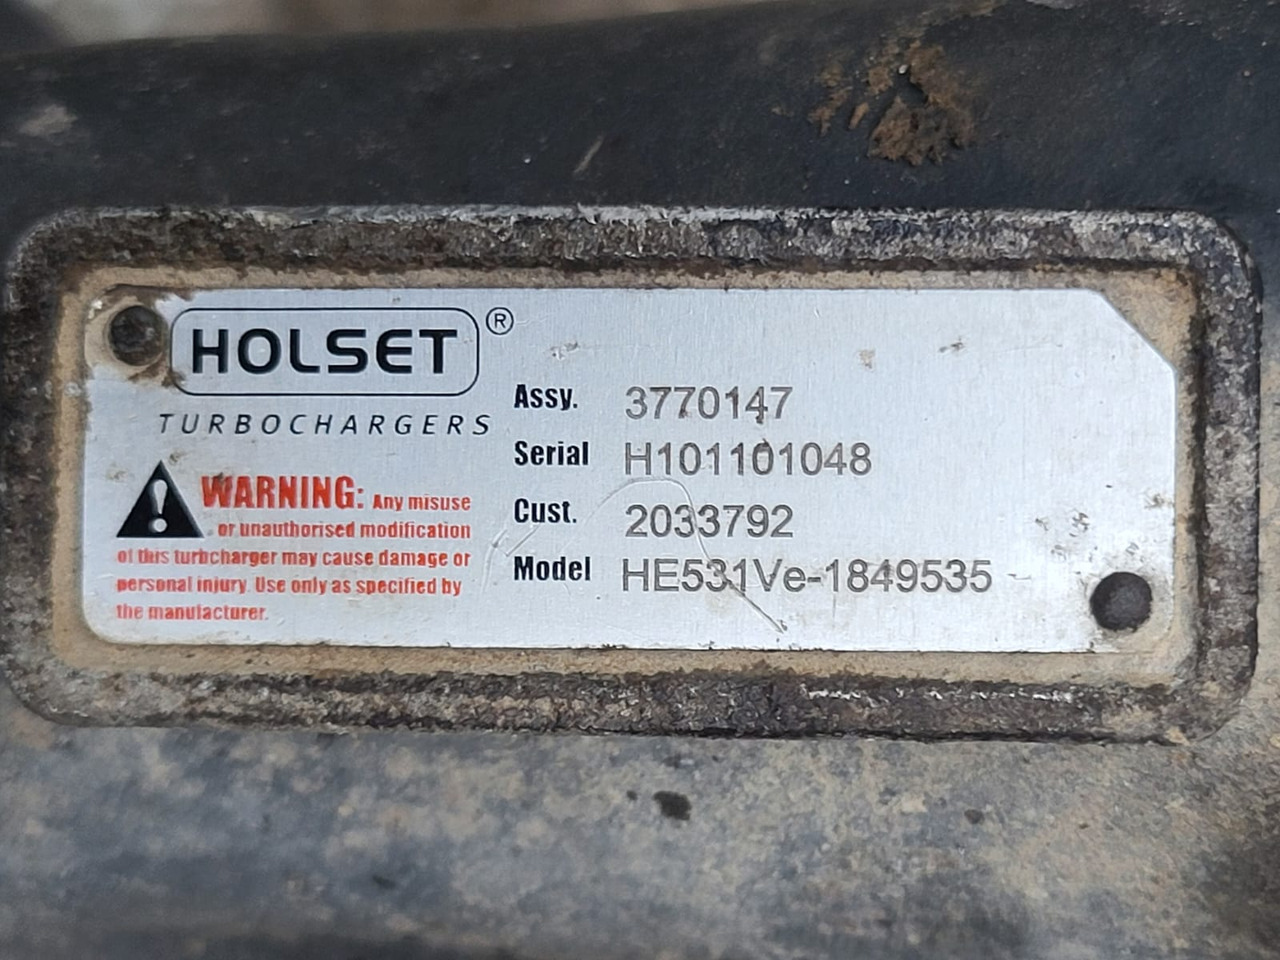 HOLSET ®
TURBOCHARGERS
WARNING: Any misuse
or unauthorised modification
of this turbcharger may cause damage or
personal injury. Use only as specified by
the manufacturer.
Assy. 3770147
Serial H101101048
Cust. 2033792
Model HE531Ve-1849535